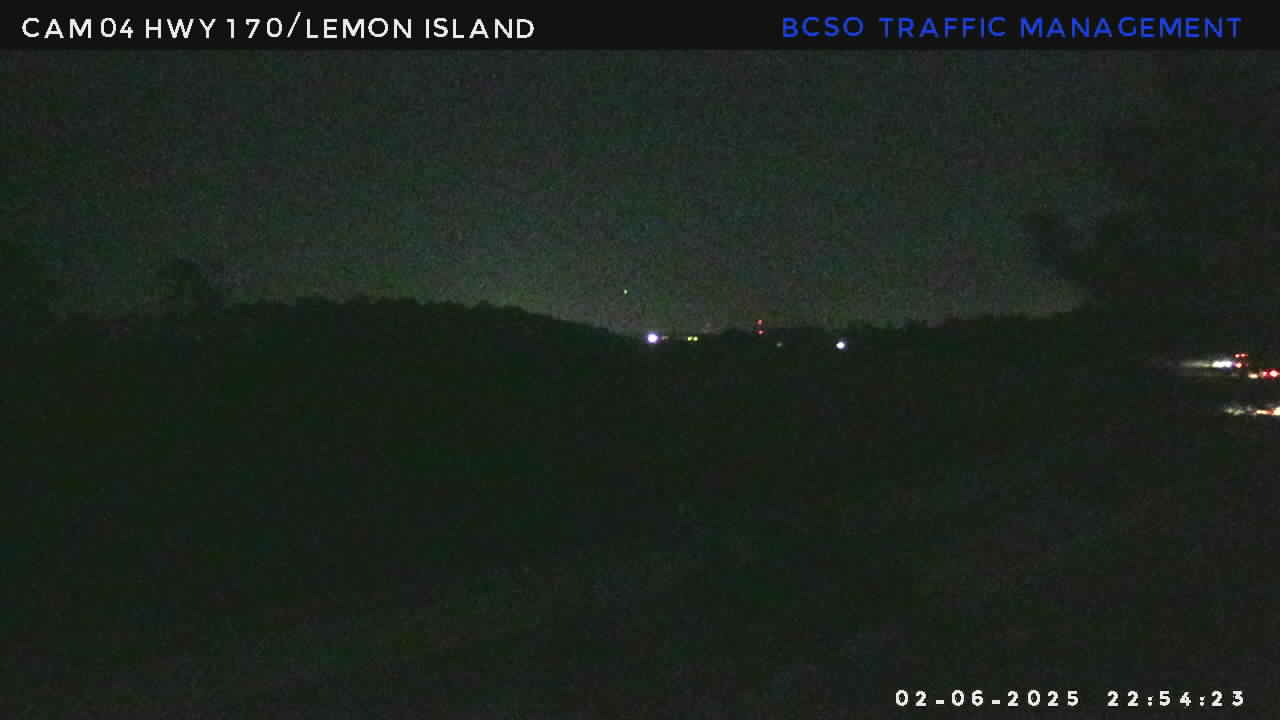 CAM04 HWY 170/LEMON ISLAND
BCSO TRAFFIC MANAGEMENT
02-06-2025 22:54:23